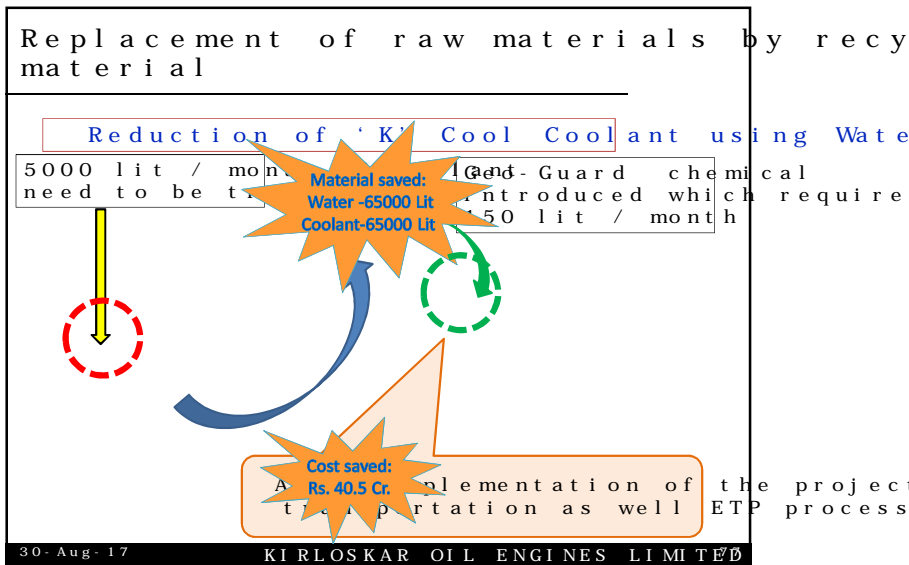 Replacement of raw materials by recy
material
Reduction of 'K' Cool Coolant using Wate
5000 lit / mon
need to be t
Material saved:
Water -65000 Lit
Coolant-65000 Lit
Geo-Guard chemical
introduced which require
150 lit / month
Cost saved:
Rs. 40.5 Cr.
plementation of the project
portation as well ETP process
30-Aug-17
KIRLOSKAR OIL ENGINES LIMITED